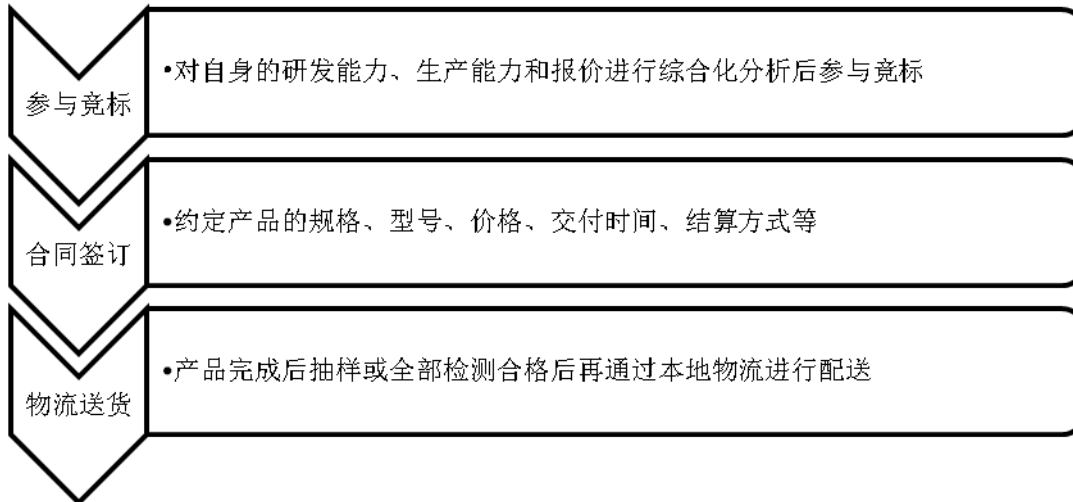 参与竞标
•对自身的研发能力、生产能力和报价进行综合化分析后参与竞标
合同签订
•约定产品的规格、型号、价格、交付时间、结算方式等
物流送货
•产品完成后抽样或全部检测合格后再通过本地物流进行配送